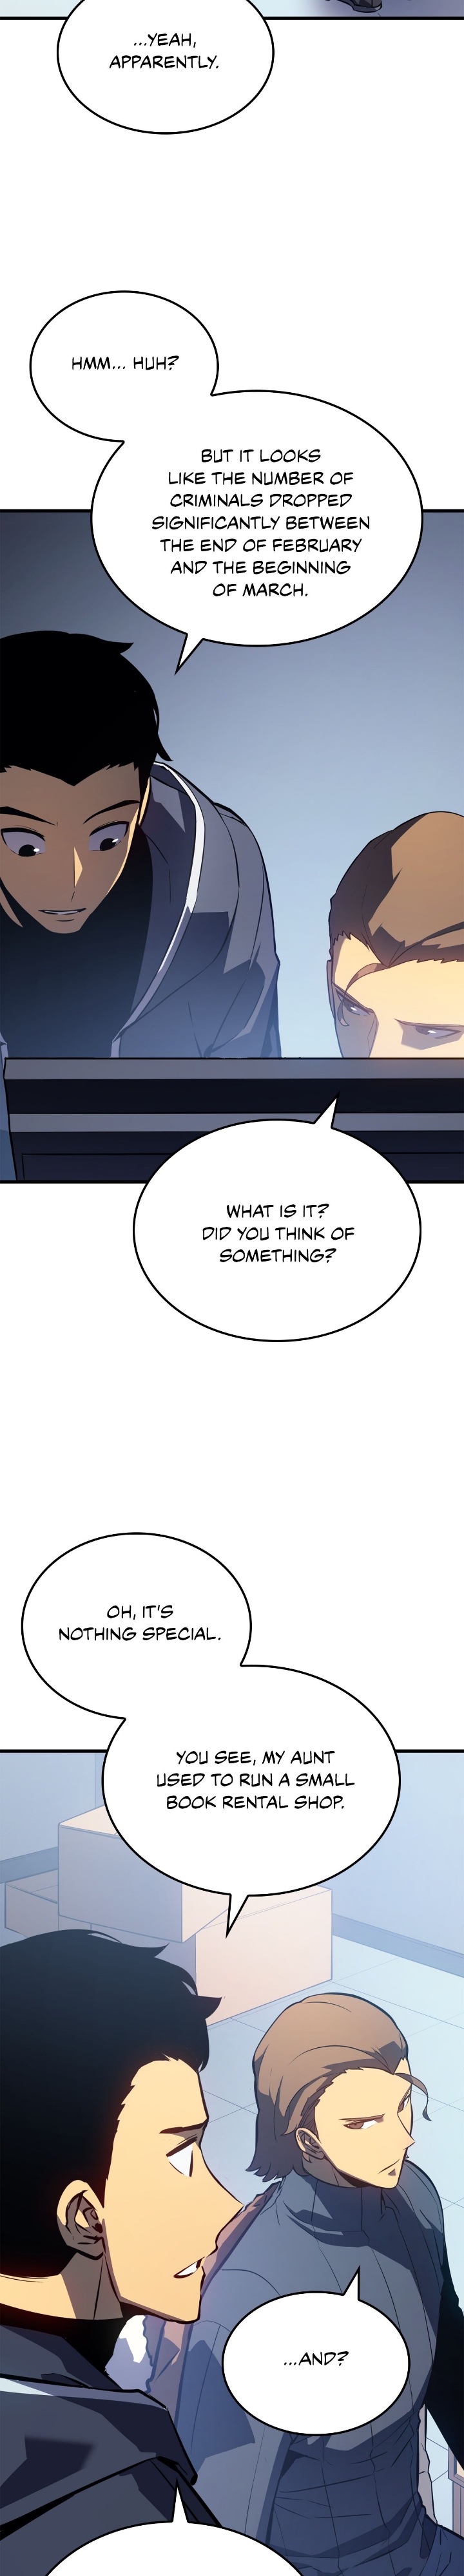 ...YEAH,
APPARENTLY.
HMM... HUH?
BUT IT LOOKS
LIKE THE NUMBER OF
CRIMINALS DROPPED
SIGNIFICANTLY BETWEEN
THE END OF FEBRUARY
AND THE BEGINNING
OF MARCH.
WHAT IS IT?
DID YOU THINK OF
SOMETHING?
OH, IT'S
NOTHING SPECIAL.
YOU SEE, MY AUNT
USED TO RUN A SMALL
BOOK RENTAL SHOP.
...AND?